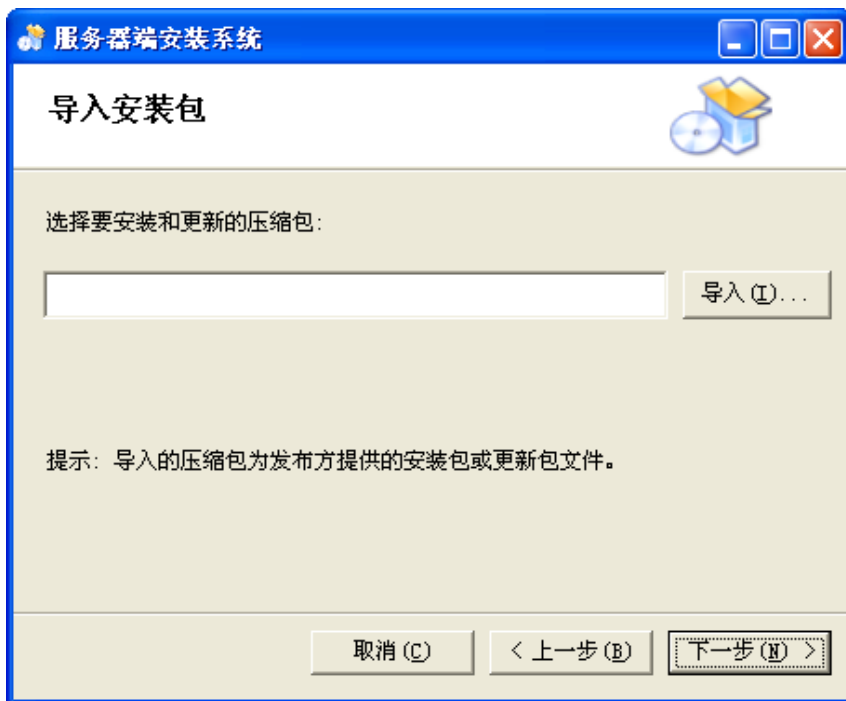 服务器端安装系统
导入安装包
选择要安装和更新的压缩包:
导入(I)...
提示: 导入的压缩包为发布方提供的安装包或更新包文件。
取消(C)
< 上一步(B)
下一步(N) >